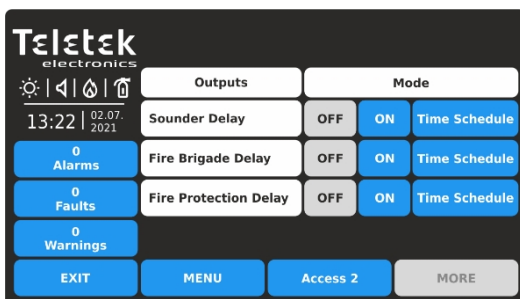 Teletek
electronics
13:22
02.07.
2021
0
Alarms
0
Faults
0
Warnings
EXIT
Outputs
Mode
Sounder Delay
OFF
ON
Time Schedule
Fire Brigade Delay
OFF
ON
Time Schedule
Fire Protection Delay
OFF
ON
Time Schedule
MENU
Access 2
MORE